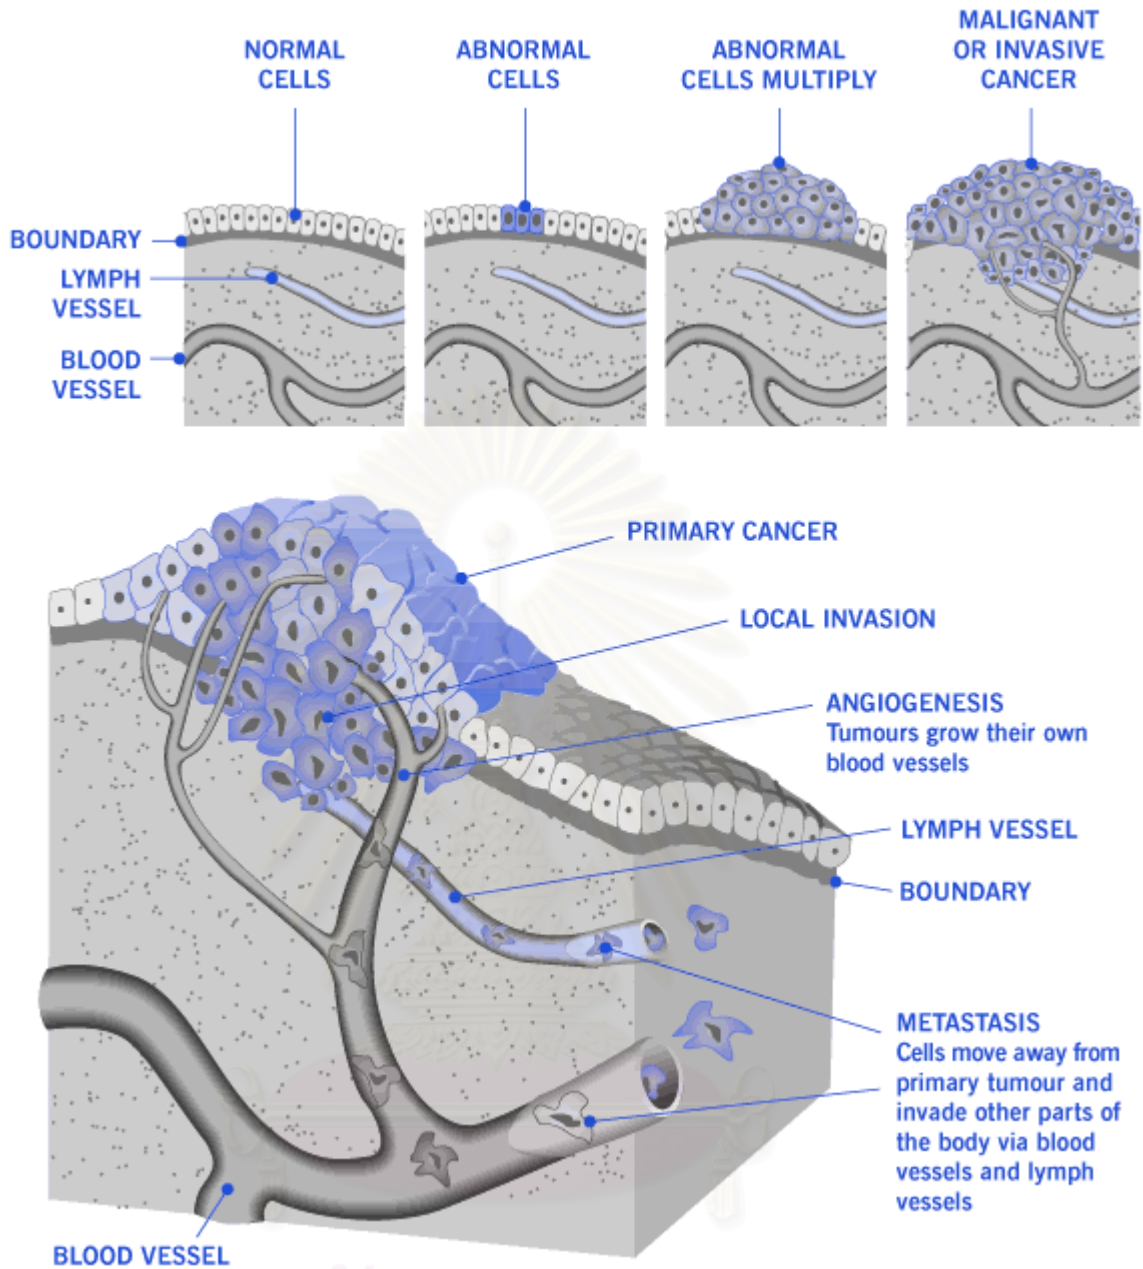 NORMAL
CELLS
ABNORMAL
CELLS
ABNORMAL
CELLS MULTIPLY
MALIGNANT
OR INVASIVE
CANCER
BOUNDARY
LYMPH
VESSEL
BLOOD
VESSEL
PRIMARY CANCER
LOCAL INVASION
ANGIOGENESIS
Tumours grow their own
blood vessels
LYMPH VESSEL
BOUNDARY
METASTASIS
Cells move away from
primary tumour and
invade other parts of
the body via blood
vessels and lymph
vessels
BLOOD VESSEL